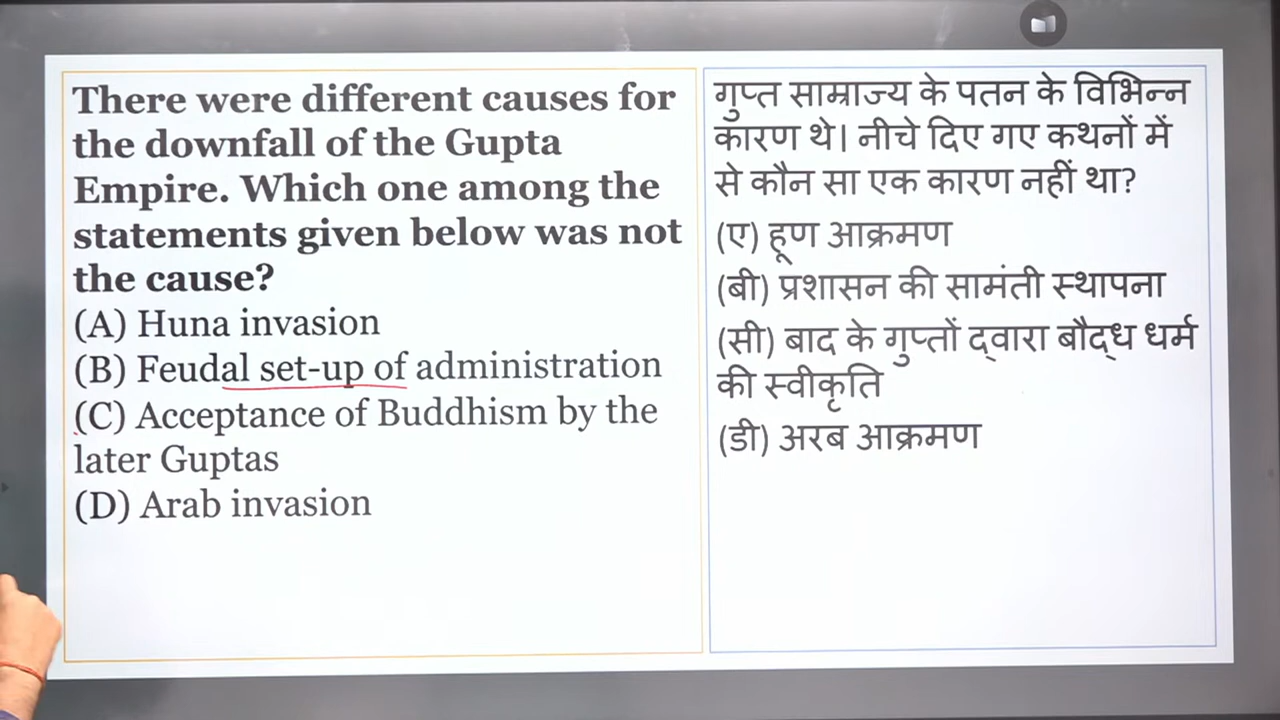 There were different causes for
the downfall of the Gupta
Empire. Which one among the
statements given below was not
the cause?
(A) Huna invasion
(B) Feudal set-up of administration
(C) Acceptance of Buddhism by the
later Guptas
(D) Arab invasion
गुप्त साम्राज्य के पतन के विभिन्न
कारण थे। नीचे दिए गए कथनों में
से कौन सा एक कारण नहीं था?
(ए) हूण आक्रमण
(बी) प्रशासन की सामंती स्थापना
(सी) बाद के गुप्तों द्वारा बौद्ध धर्म
की स्वीकृति
(डी) अरब आक्रमण